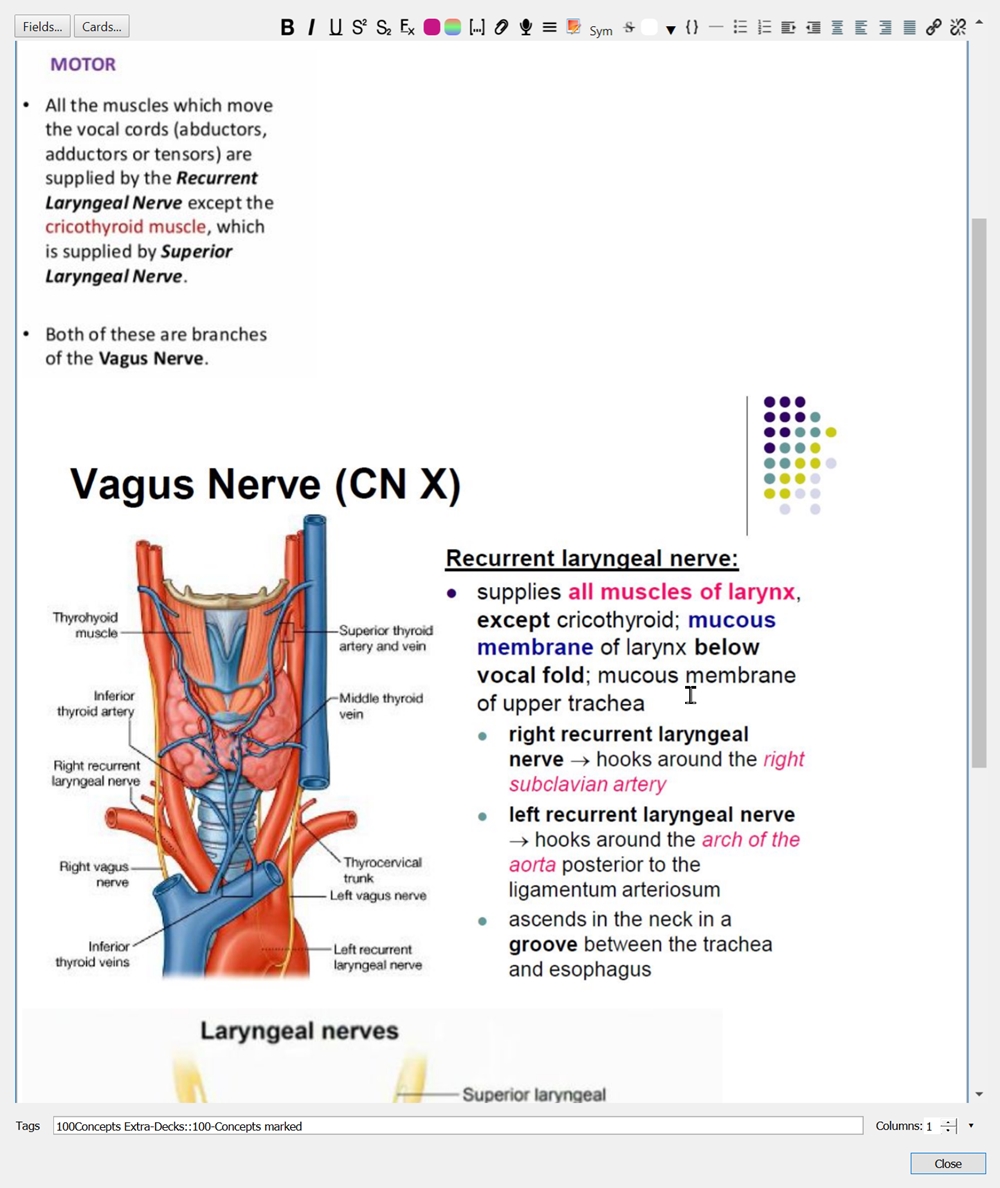 Fields...
Cards...
B I U S² S₂ Eₓ [...] Sym S {}
MOTOR
• All the muscles which move
the vocal cords (abductors,
adductors or tensors) are
supplied by the Recurrent
Laryngeal Nerve except the
cricothyroid muscle, which
is supplied by Superior
Laryngeal Nerve.
• Both of these are branches
of the Vagus Nerve.
Vagus Nerve (CN X)
Thyrohyoid
muscle
Inferior
thyroid artery
Right recurrent
laryngeal nerve
Right vagus
nerve
Inferior
thyroid veins
Superior thyroid
artery and vein
Middle thyroid
vein
Thyrocervical
trunk
Left vagus nerve
Left recurrent
laryngeal nerve
Recurrent laryngeal nerve:
• supplies all muscles of larynx,
except cricothyroid; mucous
membrane of larynx below
vocal fold; mucous membrane
of upper trachea
• right recurrent laryngeal
nerve → hooks around the right
subclavian artery
• left recurrent laryngeal nerve
→ hooks around the arch of the
aorta posterior to the
ligamentum arteriosum
• ascends in the neck in a
groove between the trachea
and esophagus
Laryngeal nerves
Superior laryngeal
Tags
100Concepts Extra-Decks::100-Concepts marked
Columns: 1
Close